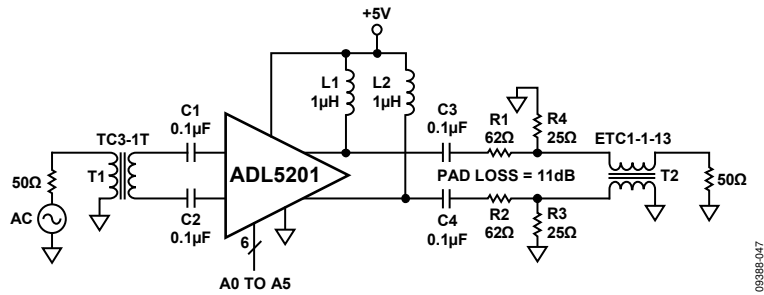 +5V
L1
1µH
L2
1µH
C1
0.1µF
C3
0.1µF
R1
62Ω
R4
25Ω
ETC1-1-13
TC3-1T
T1
50Ω
AC
ADL5201
PAD LOSS = 11dB
T2
50Ω
C2
0.1µF
C4
0.1µF
R2
62Ω
R3
25Ω
6
A0 TO A5
09388-047